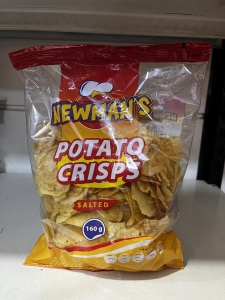 NEWMAN'S
POTATO
CRISPS
SALTED
160 g